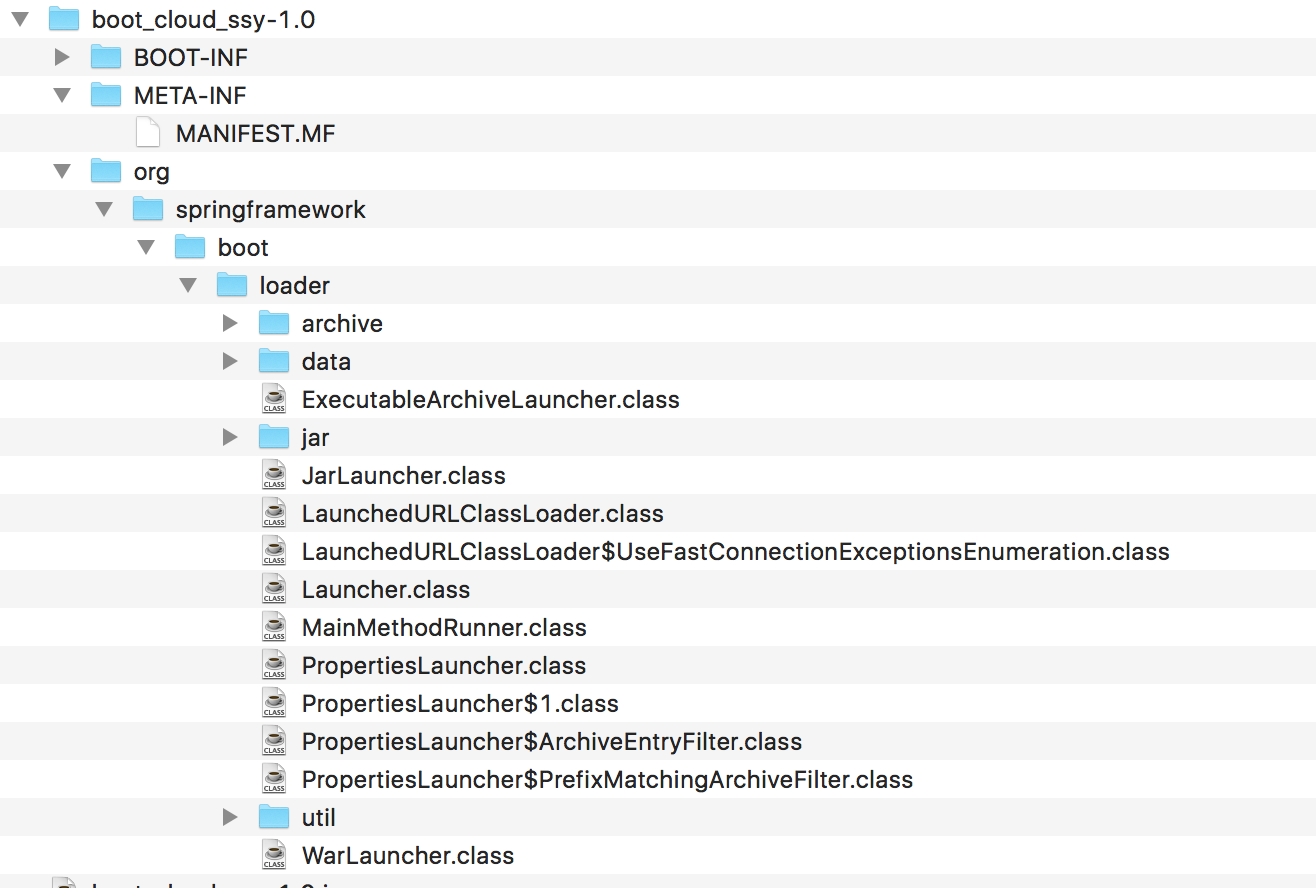 boot_cloud_ssy-1.0
BOOT-INF
META-INF
MANIFEST.MF
org
springframework
boot
loader
archive
data
CLASS ExecutableArchiveLauncher.class
jar
CLASS JarLauncher.class
CLASS LaunchedURLClassLoader.class
CLASS LaunchedURLClassLoader$UseFastConnectionExceptionsEnumeration.class
CLASS Launcher.class
CLASS MainMethodRunner.class
CLASS PropertiesLauncher.class
CLASS PropertiesLauncher$1.class
CLASS PropertiesLauncher$ArchiveEntryFilter.class
CLASS PropertiesLauncher$PrefixMatchingArchiveFilter.class
util
CLASS WarLauncher.class